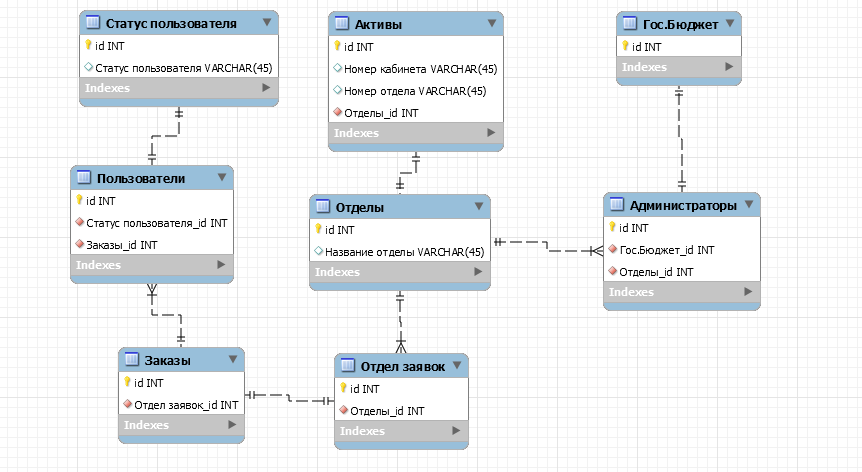 Статус пользователя
id INT
Статус пользователя VARCHAR(45)
Indexes
Активы
id INT
Номер кабинета VARCHAR(45)
Номер отдела VARCHAR(45)
Отделы_id INT
Indexes
Гос.Бюджет
id INT
Indexes
Пользователи
id INT
Статус пользователя_id INT
Заказы_id INT
Indexes
Отделы
id INT
Название отделы VARCHAR(45)
Indexes
Администраторы
id INT
Гос.Бюджет_id INT
Отделы_id INT
Indexes
Заказы
id INT
Отдел заявок_id INT
Indexes
Отдел заявок
id INT
Отделы_id INT
Indexes